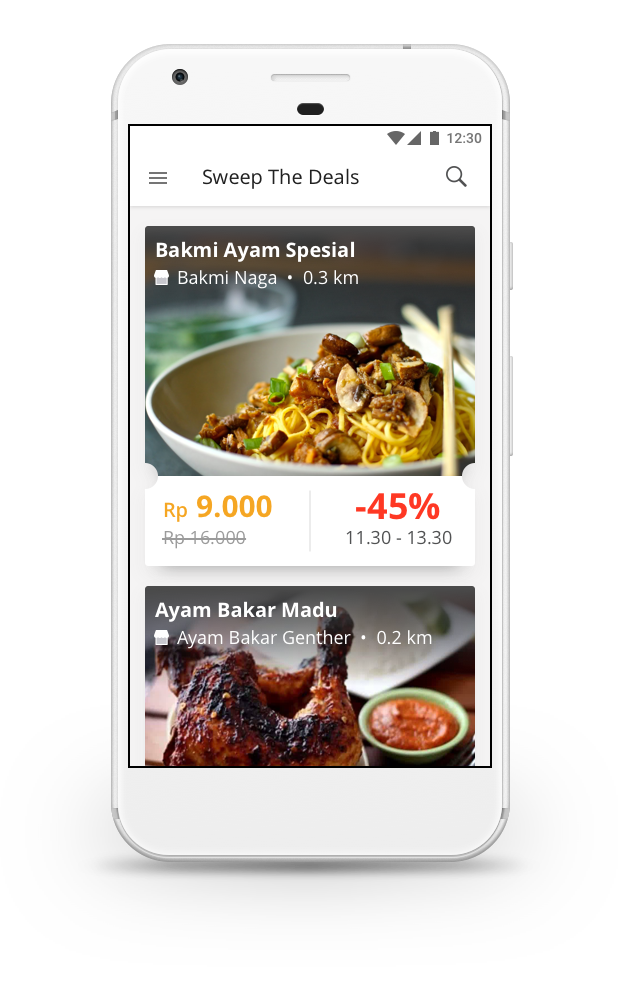 12:30
Sweep The Deals
Bakmi Ayam Spesial
Bakmi Naga • 0.3 km
Rp 9.000
-45%
Rp 16.000
11.30 - 13.30
Ayam Bakar Madu
Ayam Bakar Genther • 0.2 km